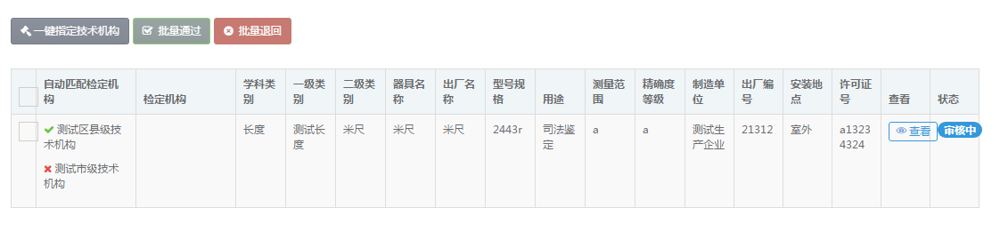 一键指定技术机构 批量通过 批量退回
自动匹配检定机构 检定机构 学科类别 一级类别 二级类别 器具名称 出厂名称 型号规格 用途 测量范围 精确度等级 制造单位 出厂编号 安装地点 许可证号 查看 状态
测试区县级技术机构 长度 测试长度 米尺 米尺 米尺 2443r 司法鉴定 a a 测试生产企业 21312 室外 a13234324 查看 审核中
测试市级技术机构